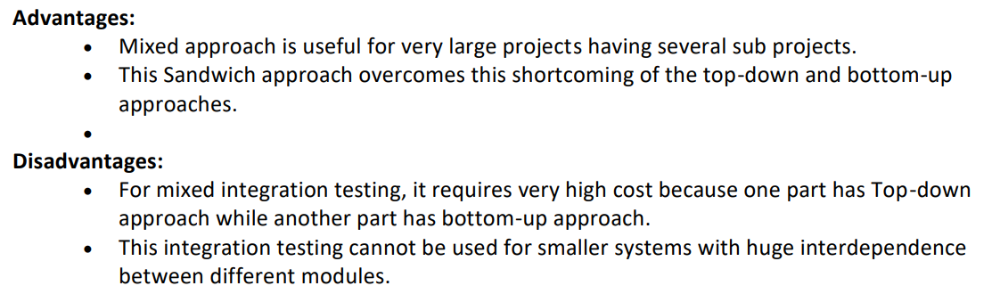 Advantages:
• Mixed approach is useful for very large projects having several sub projects.
• This Sandwich approach overcomes this shortcoming of the top-down and bottom-up
approaches.
•
Disadvantages:
• For mixed integration testing, it requires very high cost because one part has Top-down
approach while another part has bottom-up approach.
• This integration testing cannot be used for smaller systems with huge interdependence
between different modules.